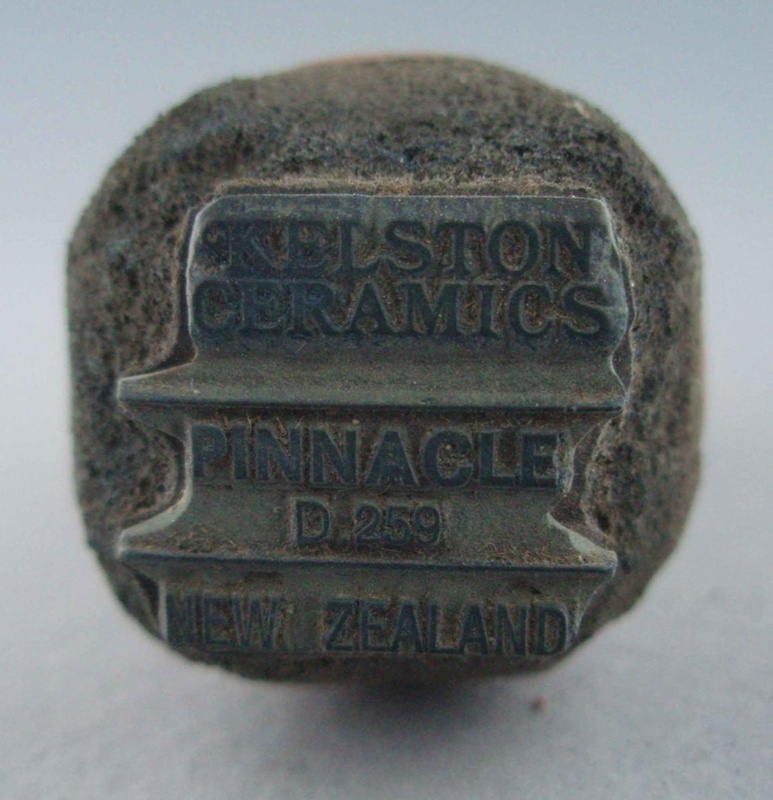 KELSTON
CERAMICS
PINNACLE
D.259
NEW ZEALAND